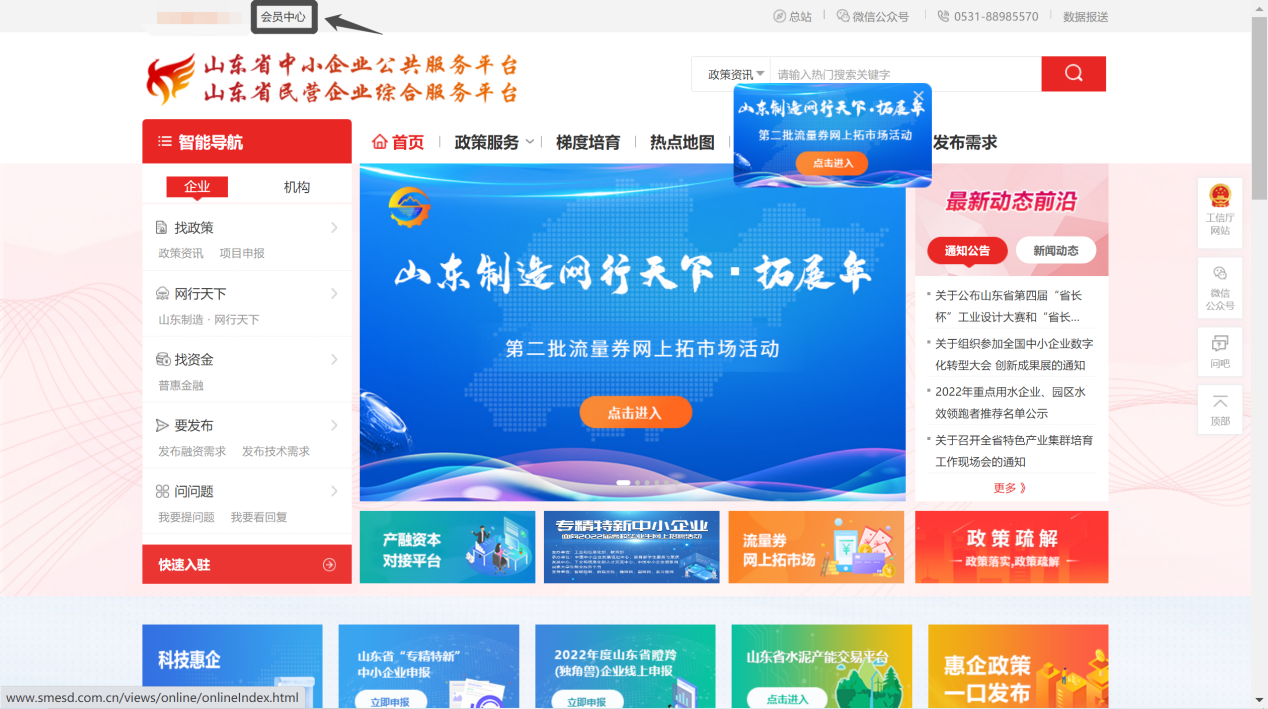 会员中心
总站
微信公众号
0531-88985570
数据报送
山东省中小企业公共服务平台
山东省民营企业综合服务平台
政策资讯
请输入热门搜索关键字
山东制造网行天下·拓展年
第二批流量券网上拓市场活动
点击进入
智能导航
首页
政策服务
梯度培育
热点地图
发布需求
企业
机构
找政策
政策资讯 项目申报
网行天下
山东制造·网行天下
找资金
普惠金融
要发布
发布融资需求 发布技术需求
问问题
我要提问题 我要看回复
快速入驻
山东制造网行天下·拓展年
第二批流量券网上拓市场活动
点击进入
最新动态前沿
通知公告
新闻动态
关于公布山东省第四届“省长
杯”工业设计大赛和“省长...
关于组织参加全国中小企业数字
化转型大会 创新成果展的通知
2022年重点用水企业、园区水
效领跑者推荐名单公示
关于召开全省特色产业集群培育
工作现场会的通知
更多 》
工信厅
网站
微信
公众号
问吧
顶部
产融资本
对接平台
专精特新中小企业
面向2022届高校毕业生网上招聘活动
流量券
网上拓市场
政策疏解
政策落实,政策疏解
科技惠企
山东省“专精特新”
中小企业申报
立即申报
2022年度山东省瞪羚
(独角兽)企业线上申报
立即申报
山东省水泥产能交易平台
点击进入
惠企政策
一口发布
www.smesd.com.cn/views/online/onlineIndex.html